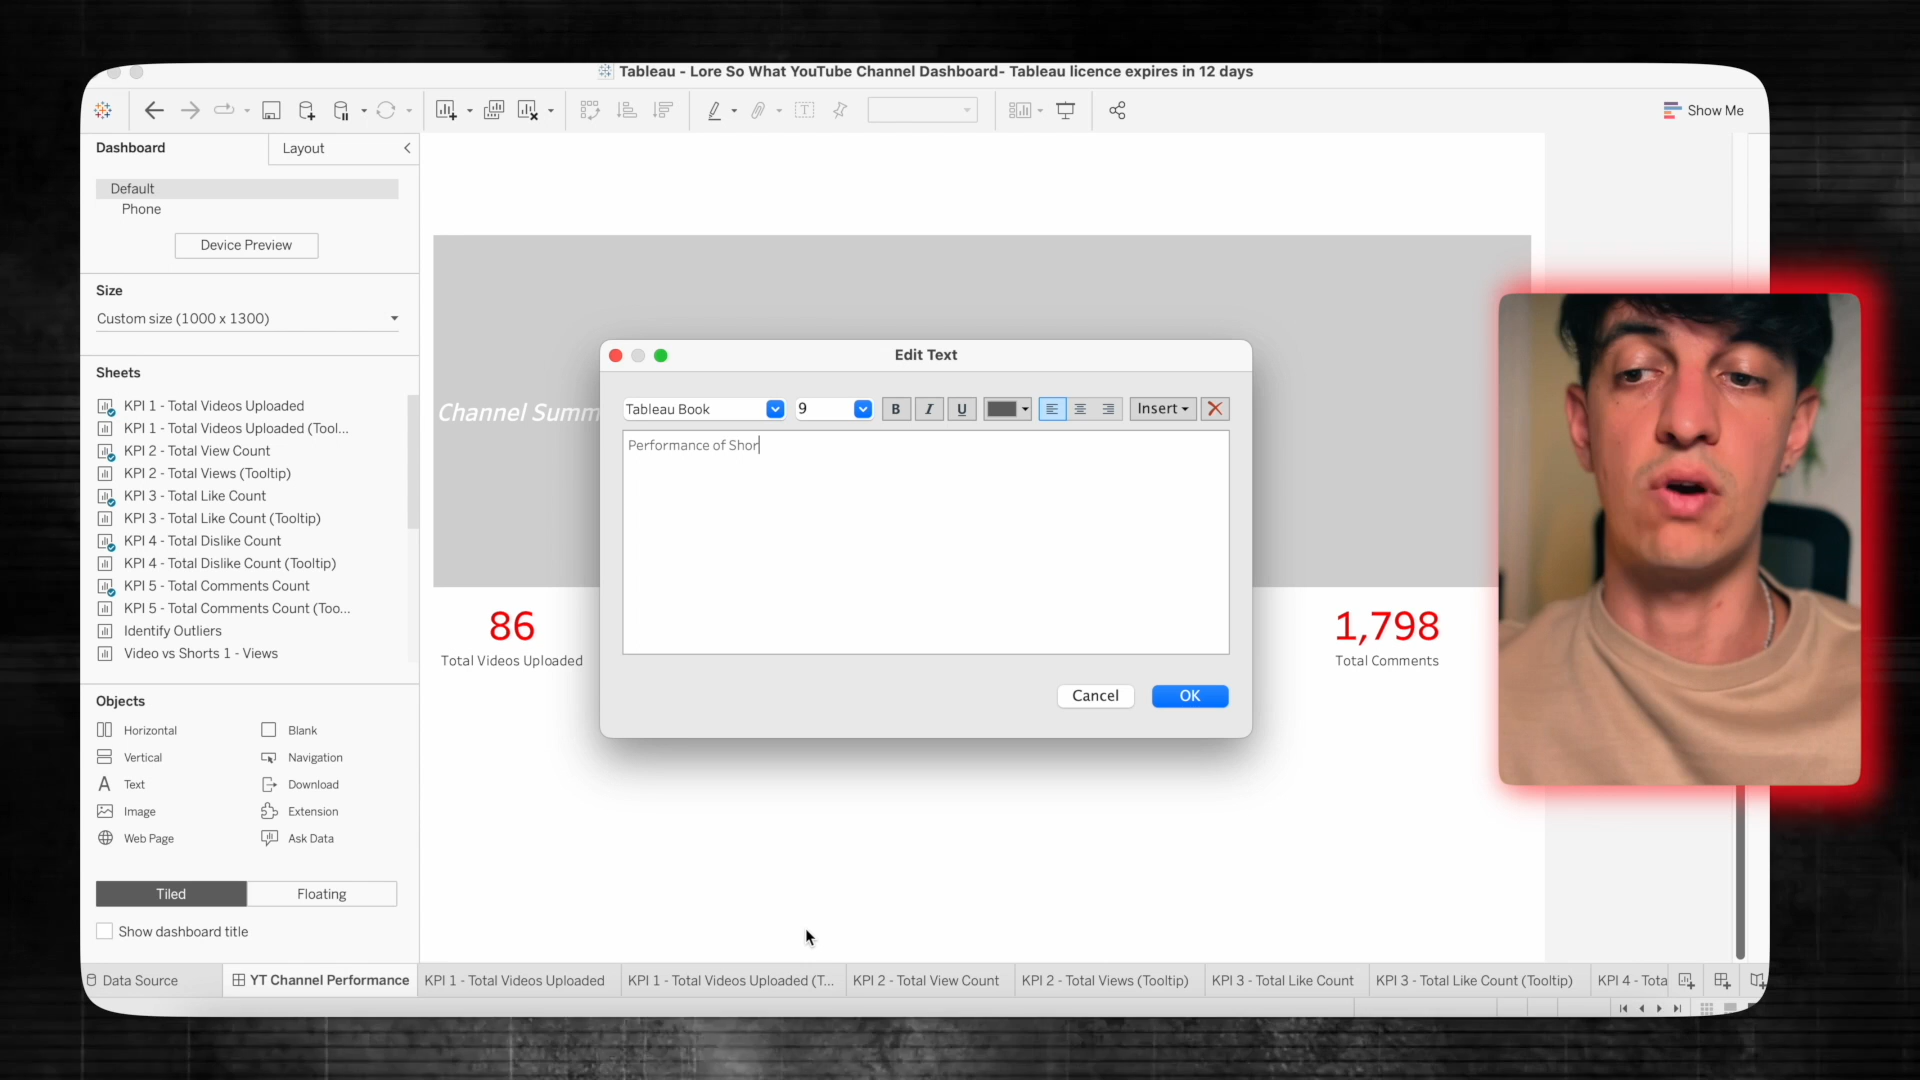 Tableau - Lore So What YouTube Channel Dashboard- Tableau licence expires in 12 days
Show Me
Dashboard
Layout
Default
Phone
Device Preview
Size
Custom size (1000 x 1300)
Sheets
KPI 1 - Total Videos Uploaded
KPI 1 - Total Videos Uploaded (Tool...
KPI 2 - Total View Count
KPI 2 - Total Views (Tooltip)
KPI 3 - Total Like Count
KPI 3 - Total Like Count (Tooltip)
KPI 4 - Total Dislike Count
KPI 4 - Total Dislike Count (Tooltip)
KPI 5 - Total Comments Count
KPI 5 - Total Comments Count (Too...
Identify Outliers
Video vs Shorts 1 - Views
Objects
Horizontal
Blank
Vertical
Navigation
Text
Download
Image
Extension
Web Page
Ask Data
Tiled
Floating
Show dashboard title
Channel Summ
86
Total Videos Uploaded
1,798
Total Comments
Edit Text
Tableau Book
9
B
I
U
Insert
Performance of Shor
Cancel
OK
Data Source
YT Channel Performance
KPI 1 - Total Videos Uploaded
KPI 1 - Total Videos Uploaded (T...
KPI 2 - Total View Count
KPI 2 - Total Views (Tooltip)
KPI 3 - Total Like Count
KPI 3 - Total Like Count (Tooltip)
KPI 4 - Tota